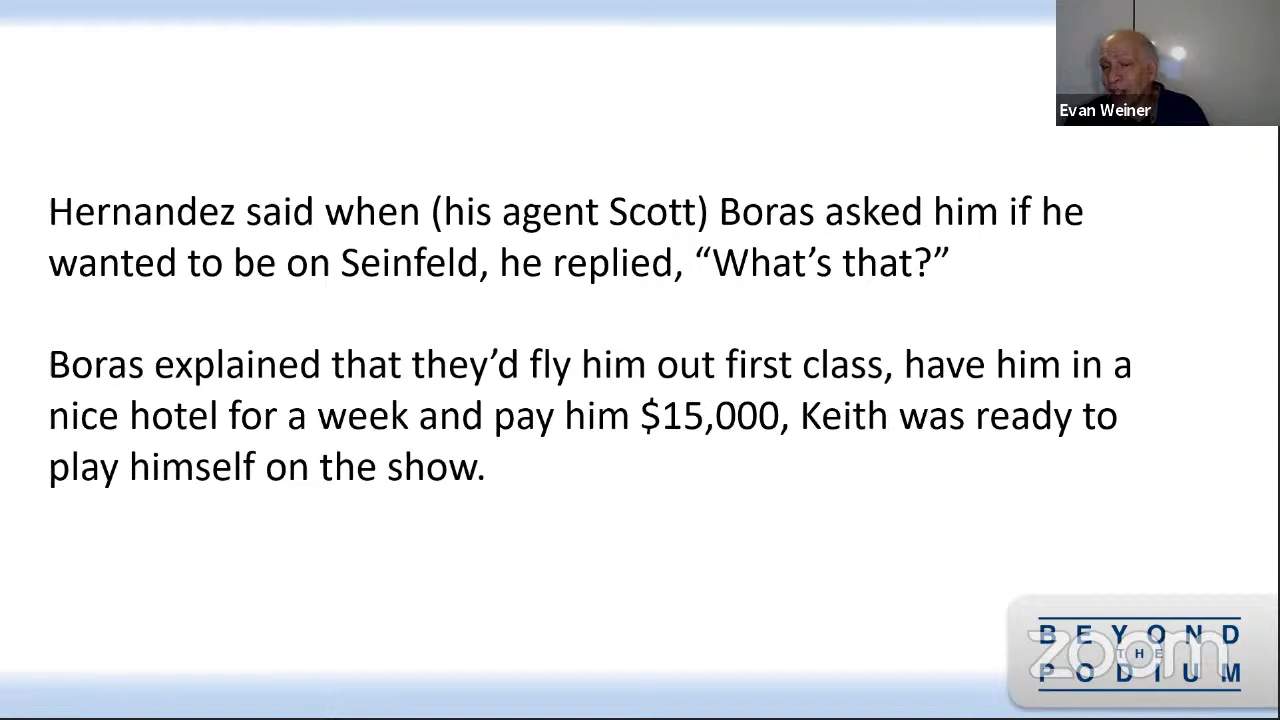 Evan Weiner
Hernandez said when (his agent Scott) Boras asked him if he
wanted to be on Seinfeld, he replied, “What’s that?”
Boras explained that they’d fly him out first class, have him in a
nice hotel for a week and pay him $15,000, Keith was ready to
play himself on the show.
BEYOND
THE
PODIUM
zoom